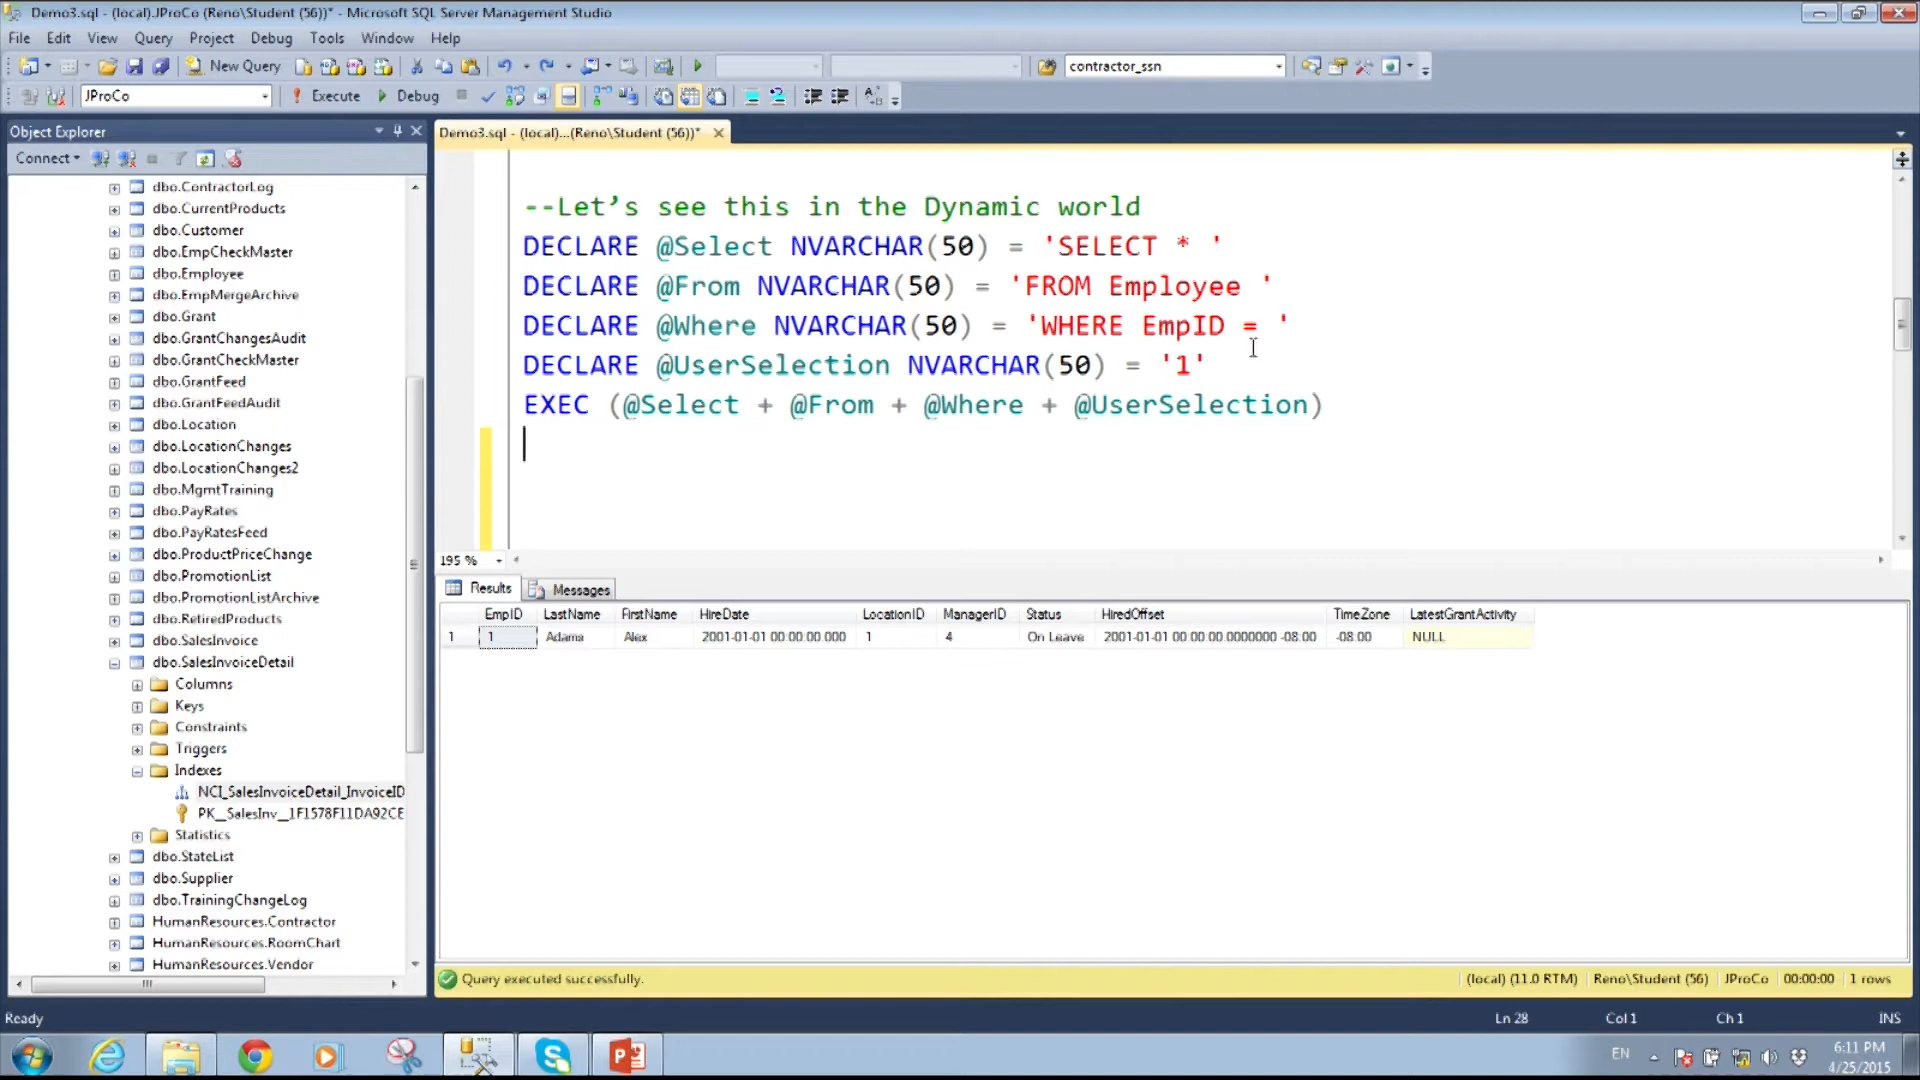 Demo3.sql - (local).JProCo (Reno\Student (56))* - Microsoft SQL Server Management Studio
File Edit View Query Project Debug Tools Window Help
New Query
contractor_ssn
JProCo
Execute Debug
Object Explorer
Demo3.sql - (local)...(Reno\Student (56))*
Connect
dbo.ContractorLog
dbo.CurrentProducts
dbo.Customer
dbo.EmpCheckMaster
dbo.Employee
dbo.EmpMergeArchive
dbo.Grant
dbo.GrantChangesAudit
dbo.GrantCheckMaster
dbo.GrantFeed
dbo.GrantFeedAudit
dbo.Location
dbo.LocationChanges
dbo.LocationChanges2
dbo.MgmtTraining
dbo.PayRates
dbo.PayRatesFeed
dbo.ProductPriceChange
dbo.PromotionList
dbo.PromotionListArchive
dbo.RetiredProducts
dbo.SalesInvoice
dbo.SalesInvoiceDetail
Columns
Keys
Constraints
Triggers
Indexes
NCI_SalesInvoiceDetail_InvoiceID
PK__SalesInv__1F1578F11DA92CE
Statistics
dbo.StateList
dbo.Supplier
dbo.TrainingChangeLog
HumanResources.Contractor
HumanResources.RoomChart
HumanResources.Vendor
--Let’s see this in the Dynamic world
DECLARE @Select NVARCHAR(50) = 'SELECT * '
DECLARE @From NVARCHAR(50) = 'FROM Employee '
DECLARE @Where NVARCHAR(50) = 'WHERE EmpID = '
DECLARE @UserSelection NVARCHAR(50) = '1'
EXEC (@Select + @From + @Where + @UserSelection)
195 %
Results Messages
EmpID LastName FirstName HireDate LocationID ManagerID Status HiredOffset TimeZone LatestGrantActivity
1 1 Adams Alex 2001-01-01 00:00:00.000 1 4 On Leave 2001-01-01 00:00:00.0000000 -08:00 -08:00 NULL
Query executed successfully. (local) (11.0 RTM) Reno\Student (56) JProCo 00:00:00 1 rows
Ready Ln 28 Col 1 Ch 1 INS
EN 6:11 PM
4/25/2015